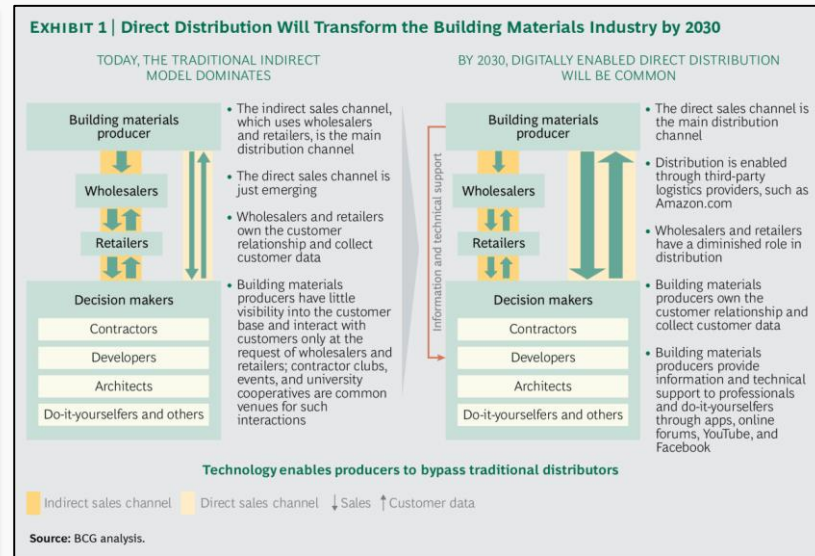 EXHIBIT 1 | Direct Distribution Will Transform the Building Materials Industry by 2030
TODAY, THE TRADITIONAL INDIRECT
MODEL DOMINATES
Building materials
producer
Wholesalers
Retailers
Decision makers
Contractors
Developers
Architects
Do-it-yourselfers and others
• The indirect sales channel,
which uses wholesalers
and retailers, is the main
distribution channel
• The direct sales channel is
just emerging
• Wholesalers and retailers
own the customer
relationship and collect
customer data
• Building materials
producers have little
visibility into the customer
base and interact with
customers only at the
request of wholesalers and
retailers; contractor clubs,
events, and university
cooperatives are common
venues for such
interactions
BY 2030, DIGITALLY ENABLED DIRECT DISTRIBUTION
WILL BE COMMON
Information and technical support
Building materials
producer
Wholesalers
Retailers
Decision makers
Contractors
Developers
Architects
Do-it-yourselfers and others
• The direct sales channel is
the main distribution
channel
• Distribution is enabled
through third-party
logistics providers, such as
Amazon.com
• Wholesalers and retailers
have a diminished role in
distribution
• Building materials
producers own the
customer relationship and
collect customer data
• Building materials
producers provide
information and technical
support to professionals
and do-it-yourselfers
through apps, online
forums, YouTube, and
Facebook
Technology enables producers to bypass traditional distributors
Indirect sales channel Direct sales channel ↓ Sales ↑ Customer data
Source: BCG analysis.